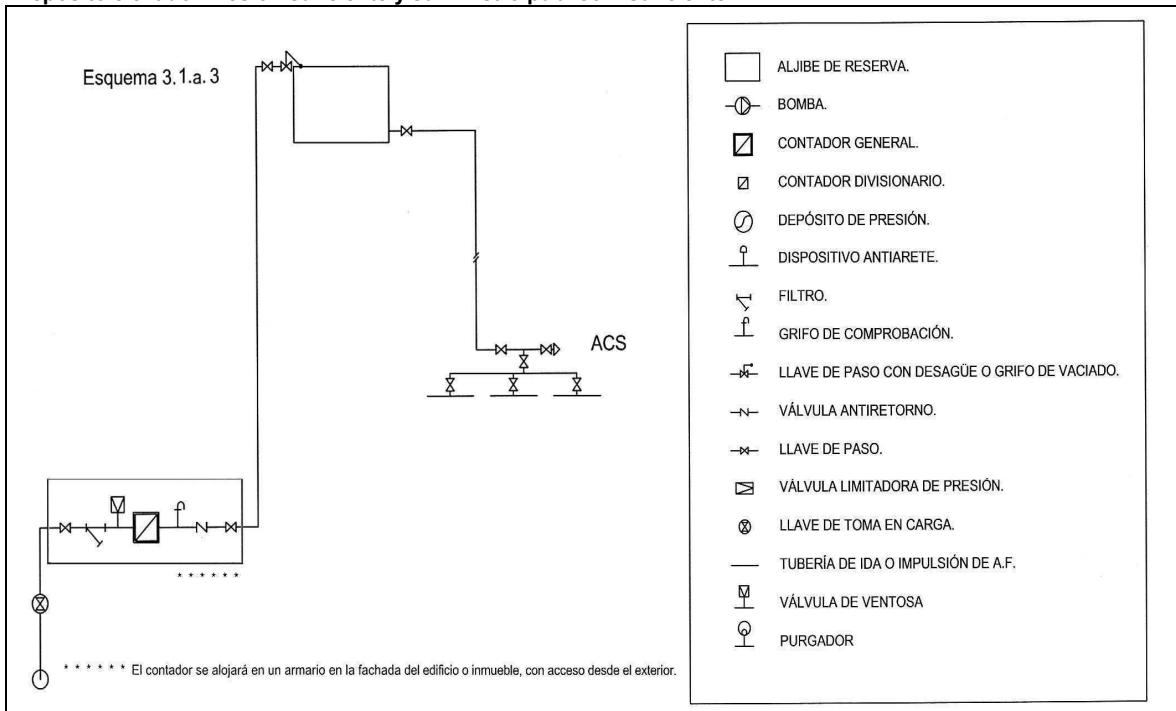 Esquema 3.1.a.3
ACS
* * * * * *
* * * * * * El contador se alojará en un armario en la fachada del edificio o inmueble, con acceso desde el exterior.
ALJIBE DE RESERVA.
BOMBA.
CONTADOR GENERAL.
CONTADOR DIVISIONARIO.
DEPÓSITO DE PRESIÓN.
DISPOSITIVO ANTIARETE.
FILTRO.
GRIFO DE COMPROBACIÓN.
LLAVE DE PASO CON DESAGÜE O GRIFO DE VACIADO.
VÁLVULA ANTIRETORNO.
LLAVE DE PASO.
VÁLVULA LIMITADORA DE PRESIÓN.
LLAVE DE TOMA EN CARGA.
TUBERÍA DE IDA O IMPULSIÓN DE A.F.
VÁLVULA DE VENTOSA
PURGADOR